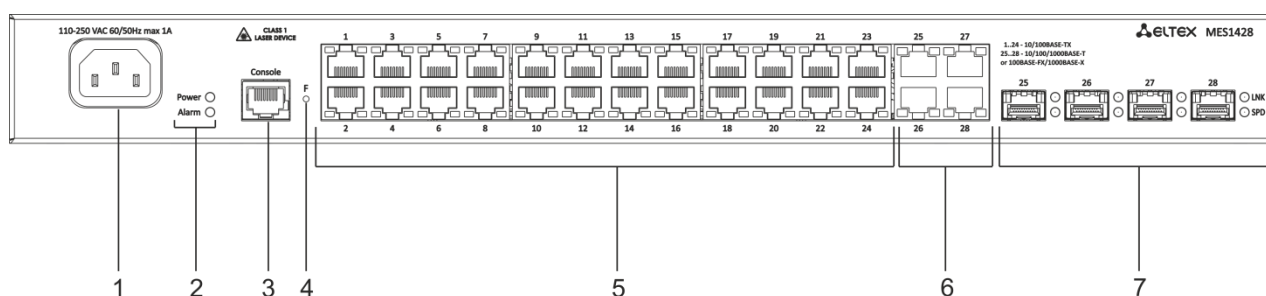 110-250 VAC 60/50Hz max 1A
Power
Alarm
CLASS 1
LASER DEVICE
Console
F
1 3 5 7 9 11 13 15 17 19 21 23 25 27
2 4 6 8 10 12 14 16 18 20 22 24 26 28
ELTEX MES1428
1..24 - 10/100BASE-TX
25..28 - 10/100/1000BASE-T
or 100BASE-FX/1000BASE-X
25 26 27 28
LNK
SPD
1 2 3 4 5 6 7